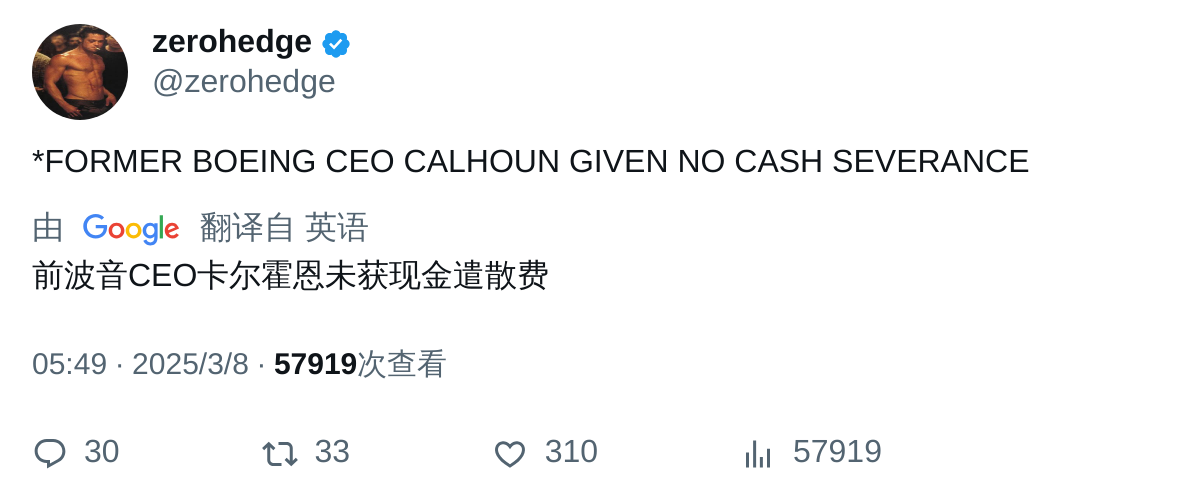 zerohedge
@zerohedge
*FORMER BOEING CEO CALHOUN GIVEN NO CASH SEVERANCE
由 Google 翻译自 英语
前波音CEO卡尔霍恩未获现金遣散费
05:49 · 2025/3/8 · 57919次查看
30 33 310 57919